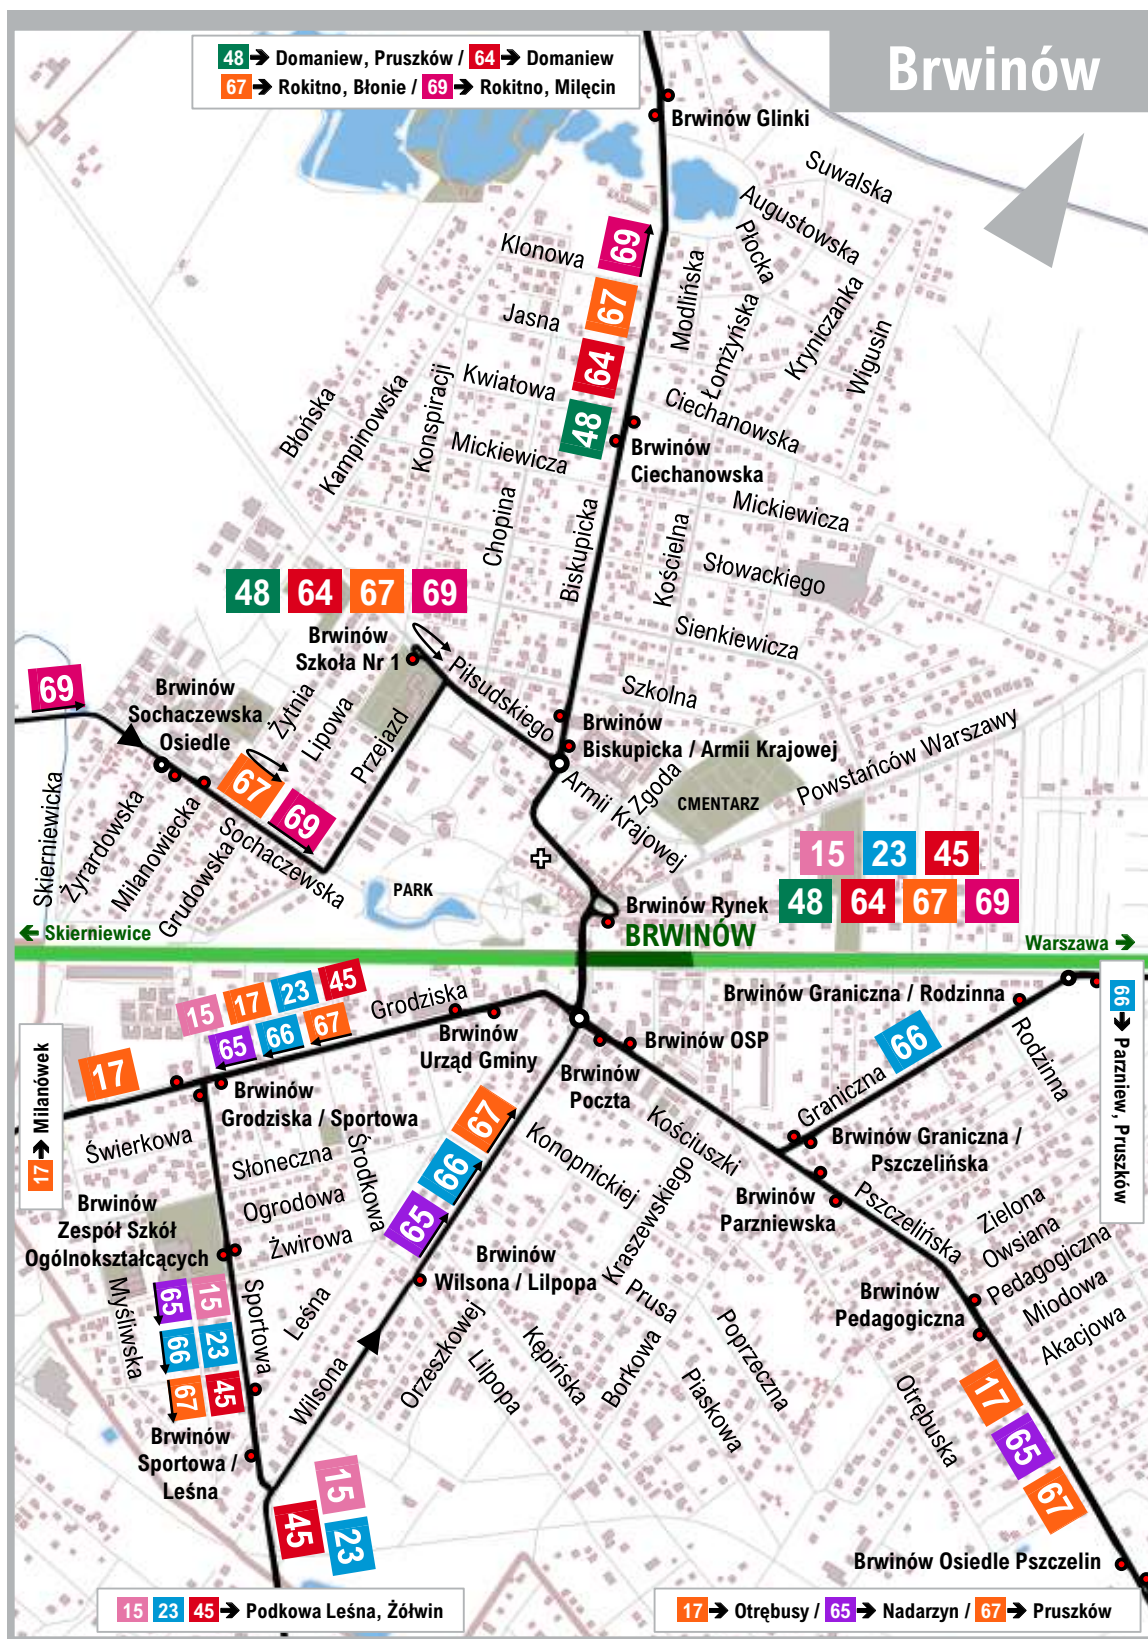 Brwinów
48 → Domaniew, Pruszków / 64 → Domaniew
67 → Rokitno, Błonie / 69 → Rokitno, Milęcin
Brwinów Glinki
Suwalska
Augustowska
Płocka
Klonowa
69
Modlińska
Łomżyńska
Kryniczanka
Wigusin
67
Jasna
64
Kwiatowa
48
Ciechanowska
Błońska
Kampinowska
Konspiracji
Mickiewicza
Brwinów
Ciechanowska
Chopina
Biskupicka
Mickiewicza
Kościelna
Słowackiego
48 64 67 69
Sienkiewicza
Brwinów
Szkoła Nr 1
Piłsudskiego
Szkolna
69
Brwinów
Sochaczewska
Osiedle
Żytnia
Lipowa
Przejazd
Brwinów
Biskupicka / Armii Krajowej
Powstańców Warszawy
Zgoda
CMENTARZ
Armii Krajowej
67
69
Skierniewicka
Żyrardowska
Milanowiecka
Grudowska
Sochaczewska
PARK
15 23 45
48 64 67 69
Brwinów Rynek
BRWINÓW
← Skierniewice
Warszawa →
15 17 23 45
65 66 67
Grodziska
Brwinów
Urząd Gminy
Brwinów OSP
Brwinów
Poczta
Brwinów Graniczna / Rodzinna
Rodzinna
66
Graniczna
66 → Parzniew, Pruszków
17
17 → Milanówek
Brwinów
Grodziska / Sportowa
Świerkowa
Słoneczna
Ogrodowa
Żwirowa
Środkowa
67
66
65
Konopnickiej
Kościuszki
Kraszewskiego
Brwinów Graniczna /
Pszczelińska
Brwinów
Parzniewska
Pszczelińska
Zielona
Owsiana
Pedagogiczna
Miodowa
Akacjowa
Brwinów
Zespół Szkół
Ogólnokształcących
Brwinów
Wilsona / Lilpopa
Brwinów
Pedagogiczna
Myśliwska
65 15
66 23
67 45
Sportowa
Leśna
Wilsona
Orzeszkowej
Lilpopa
Kępińska
Borkowa
Prusa
Piaskowa
Poprzeczna
Otrębuska
17
65
67
Brwinów
Sportowa /
Leśna
15
45
23
Brwinów Osiedle Pszczelin
15 23 45 → Podkowa Leśna, Żółwin
17 → Otrębusy / 65 → Nadarzyn / 67 → Pruszków